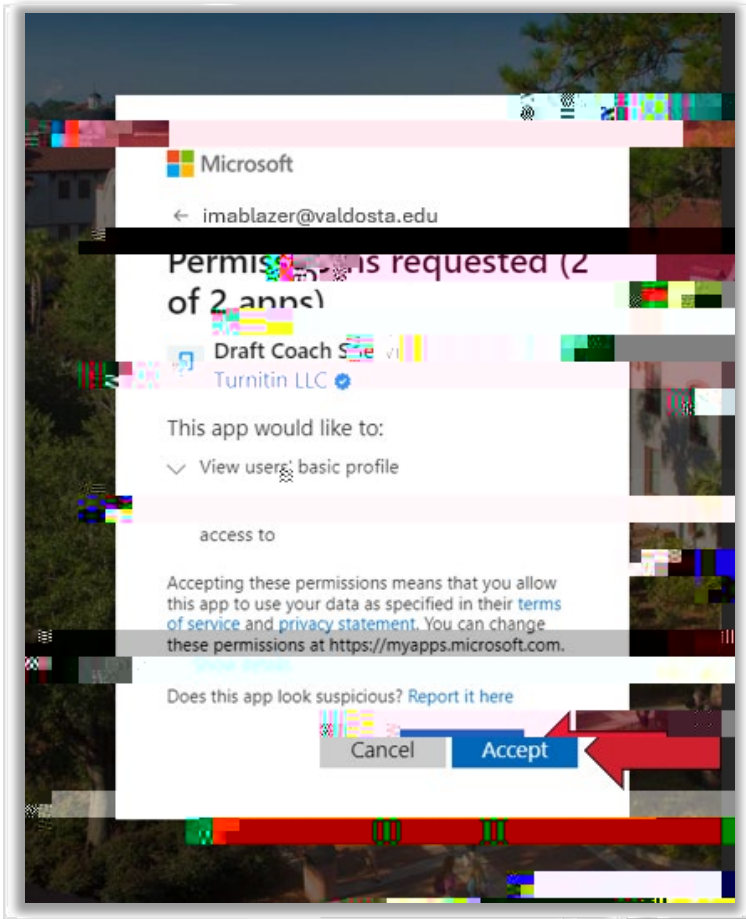 Microsoft
← imablazer@valdosta.edu
requested (2
of 2 apps)
Draft Coach
Turnitin LLC
This app would like to:
View users' basic profile
access to
Accepting these permissions means that you allow
this app to use your data as specified in their terms
of service and privacy statement. You can change
these permissions at https://myapps.microsoft.com.
Does this app look suspicious? Report it here
Cancel
Accept